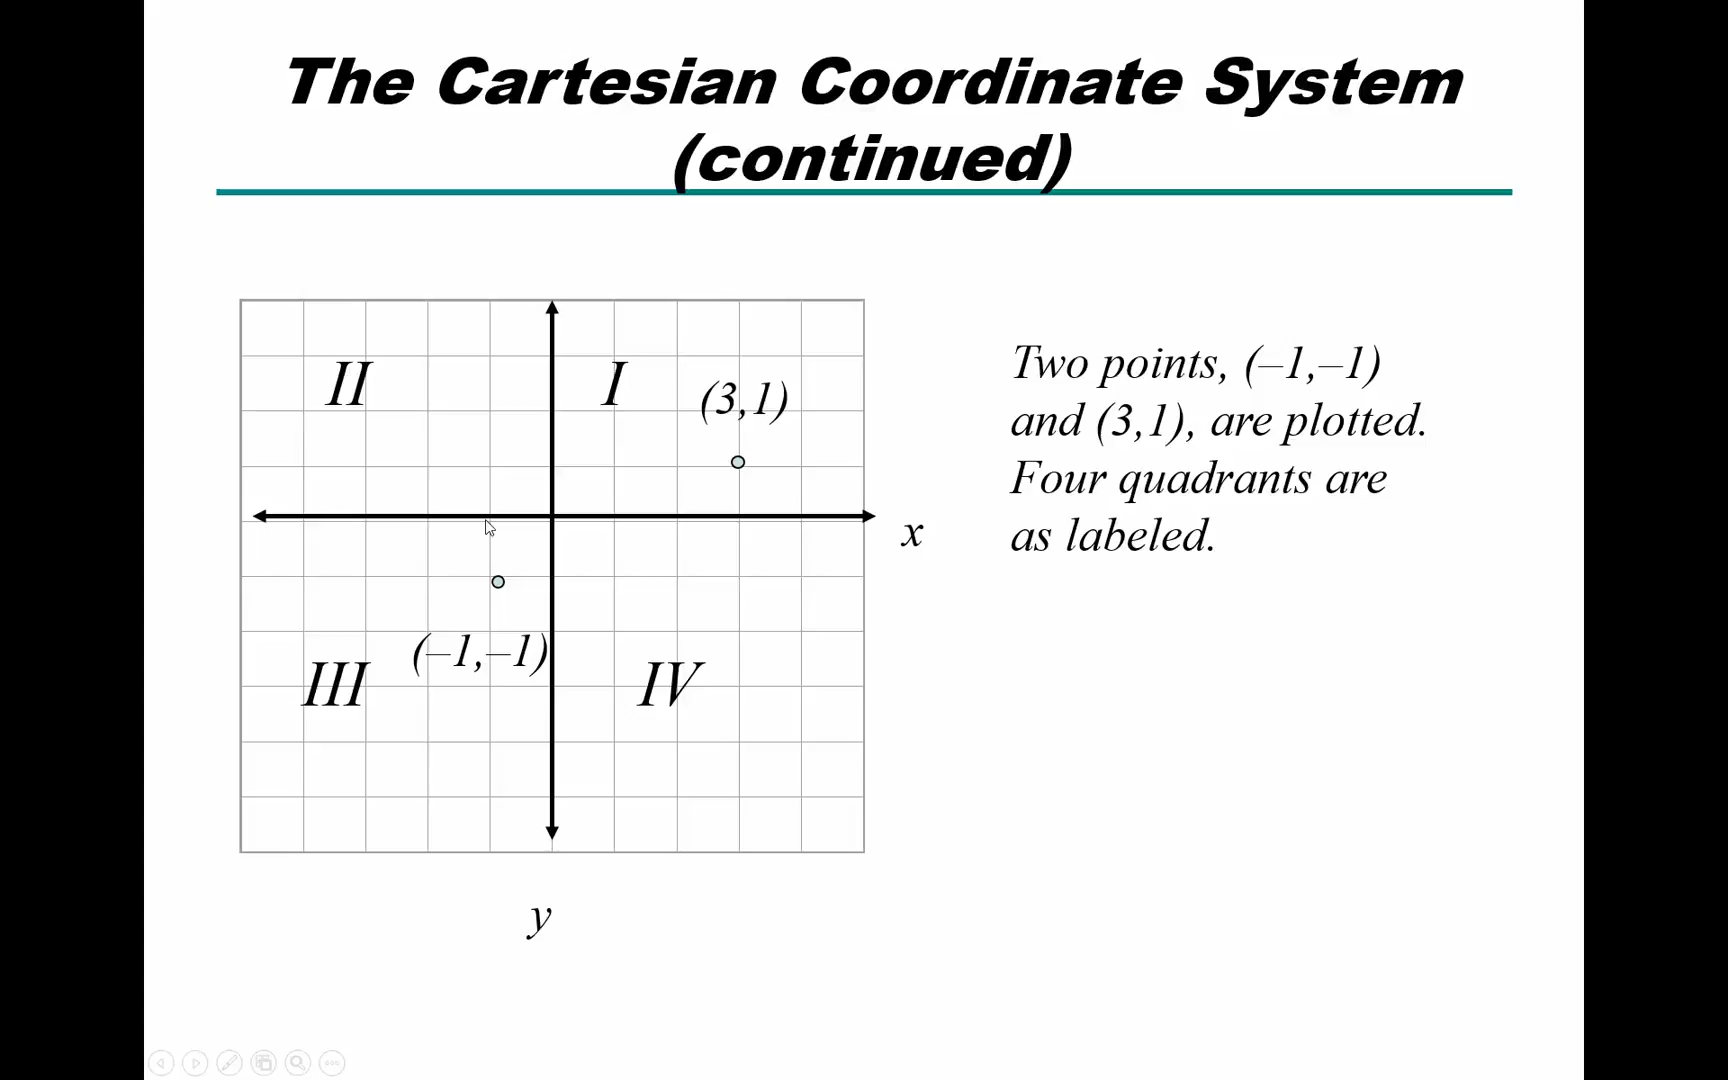 The Cartesian Coordinate System
(continued)
II
I
(3,1)
x
(–1,–1)
III
IV
y
Two points, (–1,–1)
and (3,1), are plotted.
Four quadrants are
as labeled.